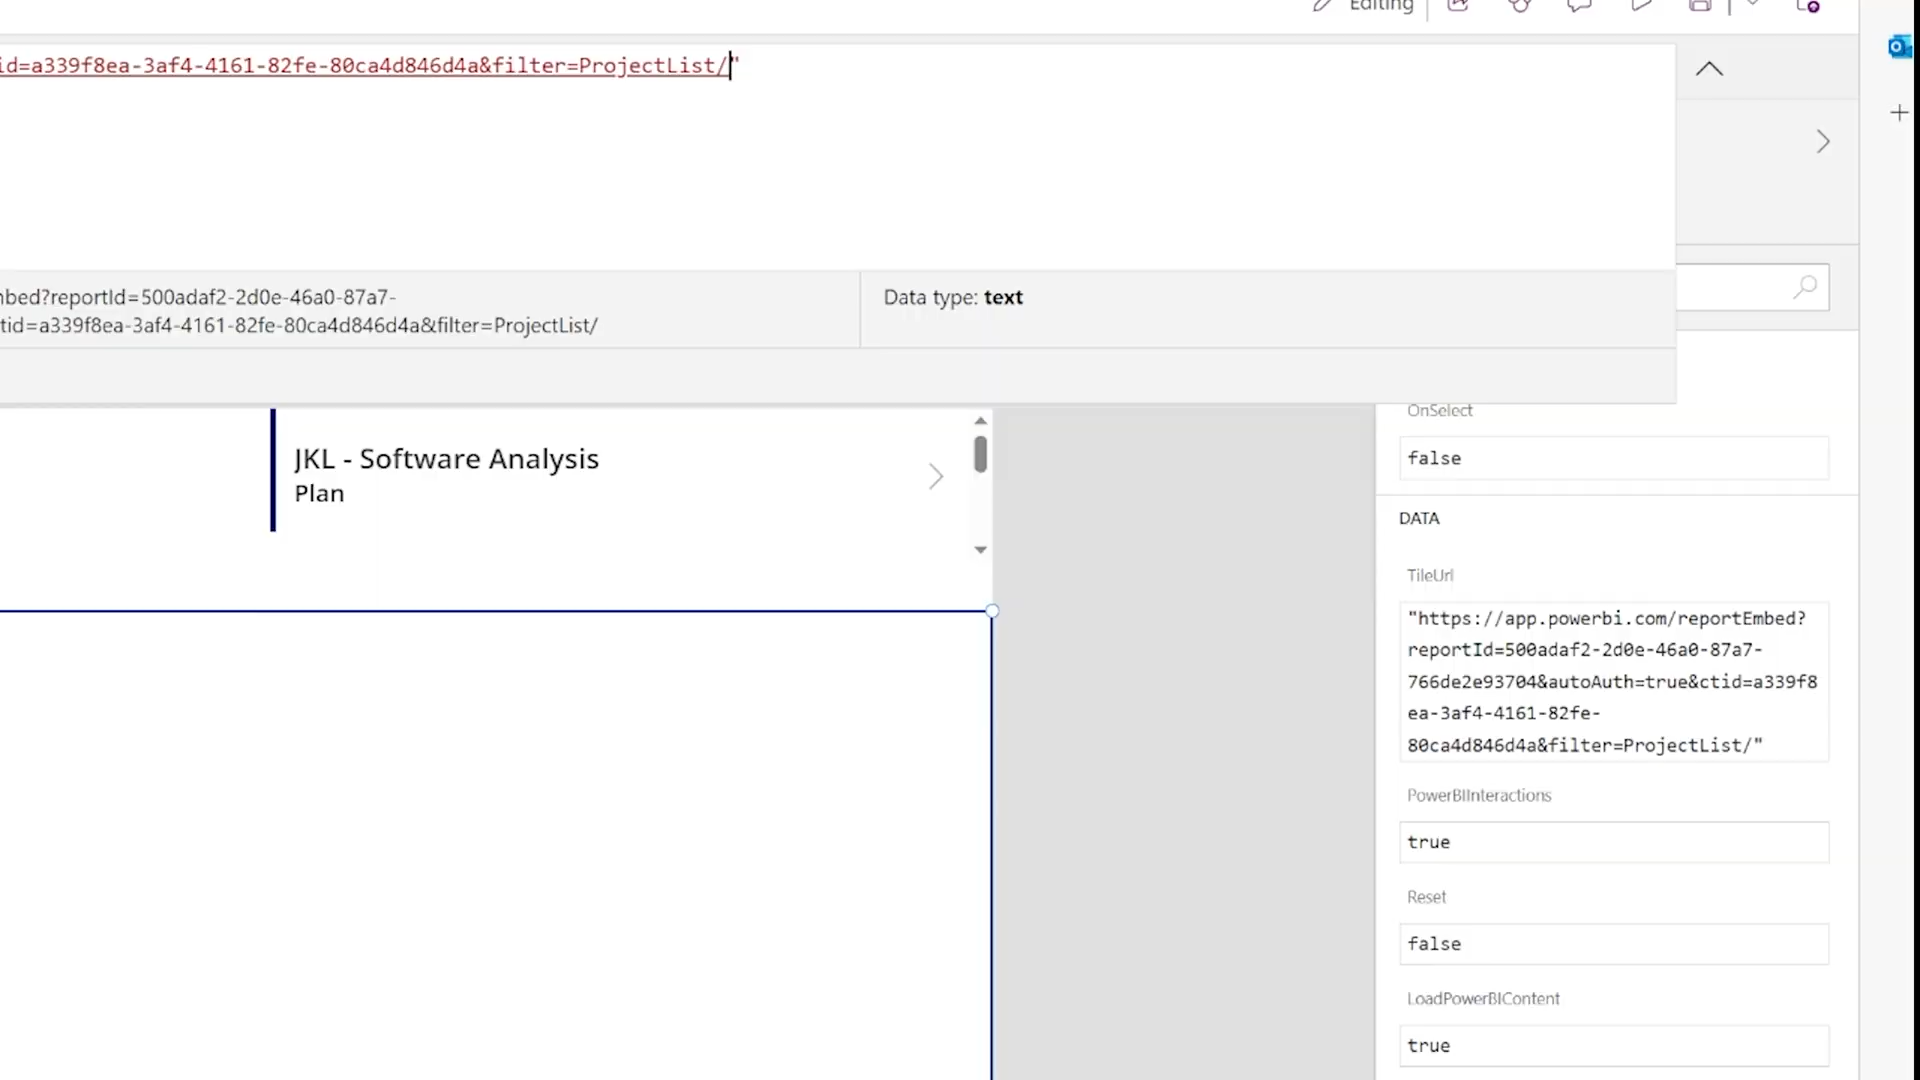 Editing
id=a339f8ea-3af4-4161-82fe-80ca4d846d4a&filter=ProjectList/"
mbed?reportId=500adaf2-2d0e-46a0-87a7-
tid=a339f8ea-3af4-4161-82fe-80ca4d846d4a&filter=ProjectList/
Data type: text
JKL - Software Analysis
Plan
OnSelect
false
DATA
TileUrl
"https://app.powerbi.com/reportEmbed?
reportId=500adaf2-2d0e-46a0-87a7-
766de2e93704&autoAuth=true&ctid=a339f8
ea-3af4-4161-82fe-
80ca4d846d4a&filter=ProjectList/"
PowerBIInteractions
true
Reset
false
LoadPowerBIContent
true